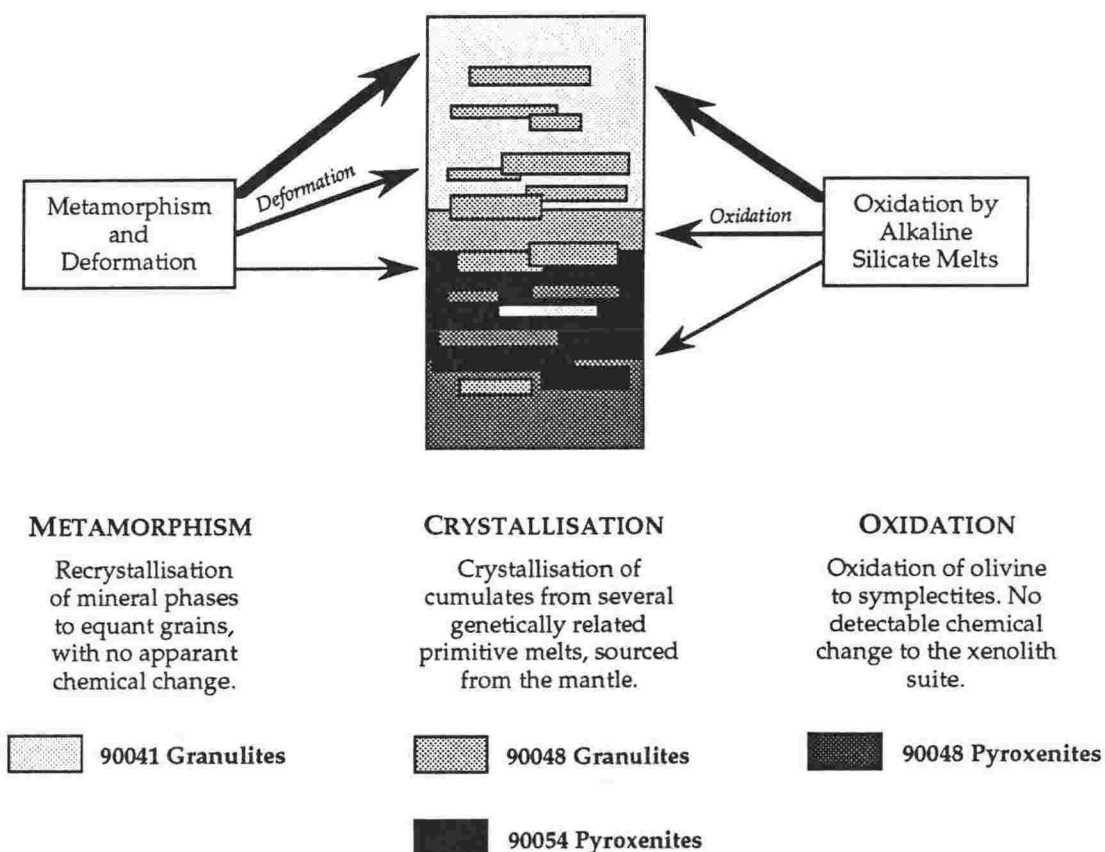 Metamorphism
and
Deformation
Deformation
Oxidation
Oxidation by
Alkaline
Silicate Melts
METAMORPHISM
Recrystallisation
of mineral phases
to equant grains,
with no apparant
chemical change.
CRYSTALLISATION
Crystallisation of
cumulates from several
genetically related
primitive melts, sourced
from the mantle.
OXIDATION
Oxidation of olivine
to symplectites. No
detectable chemical
change to the xenolith
suite.
90041 Granulites
90048 Granulites
90048 Pyroxenites
90054 Pyroxenites